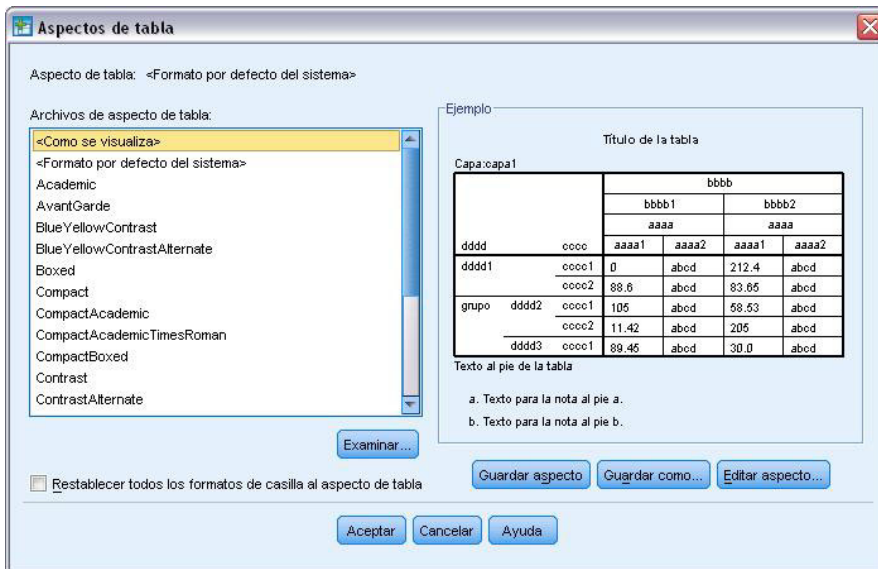 Aspectos de tabla
Aspecto de tabla: <Formato por defecto del sistema>
Archivos de aspecto de tabla:
<Como se visualiza>
<Formato por defecto del sistema>
Academic
AvantGarde
BlueYellowContrast
BlueYellowContrastAlternate
Boxed
Compact
CompactAcademic
CompactAcademicTimesRoman
CompactBoxed
Contrast
ContrastAlternate
Examinar...
Restablecer todos los formatos de casilla al aspecto de tabla
Ejemplo
Título de la tabla
Capa:capa1
bbbb
bbbb1 bbbb2
aaaa aaaa
dddd cccc aaaa1 aaaa2 aaaa1 aaaa2
dddd1 cccc1 0 abcd 212.4 abcd
cccc2 88.6 abcd 83.65 abcd
grupo dddd2 cccc1 105 abcd 58.53 abcd
cccc2 11.42 abcd 205 abcd
dddd3 cccc1 89.45 abcd 30.0 abcd
Texto al pie de la tabla
a. Texto para la nota al pie a.
b. Texto para la nota al pie b.
Guardar aspecto Guardar como... Editar aspecto...
Aceptar Cancelar Ayuda